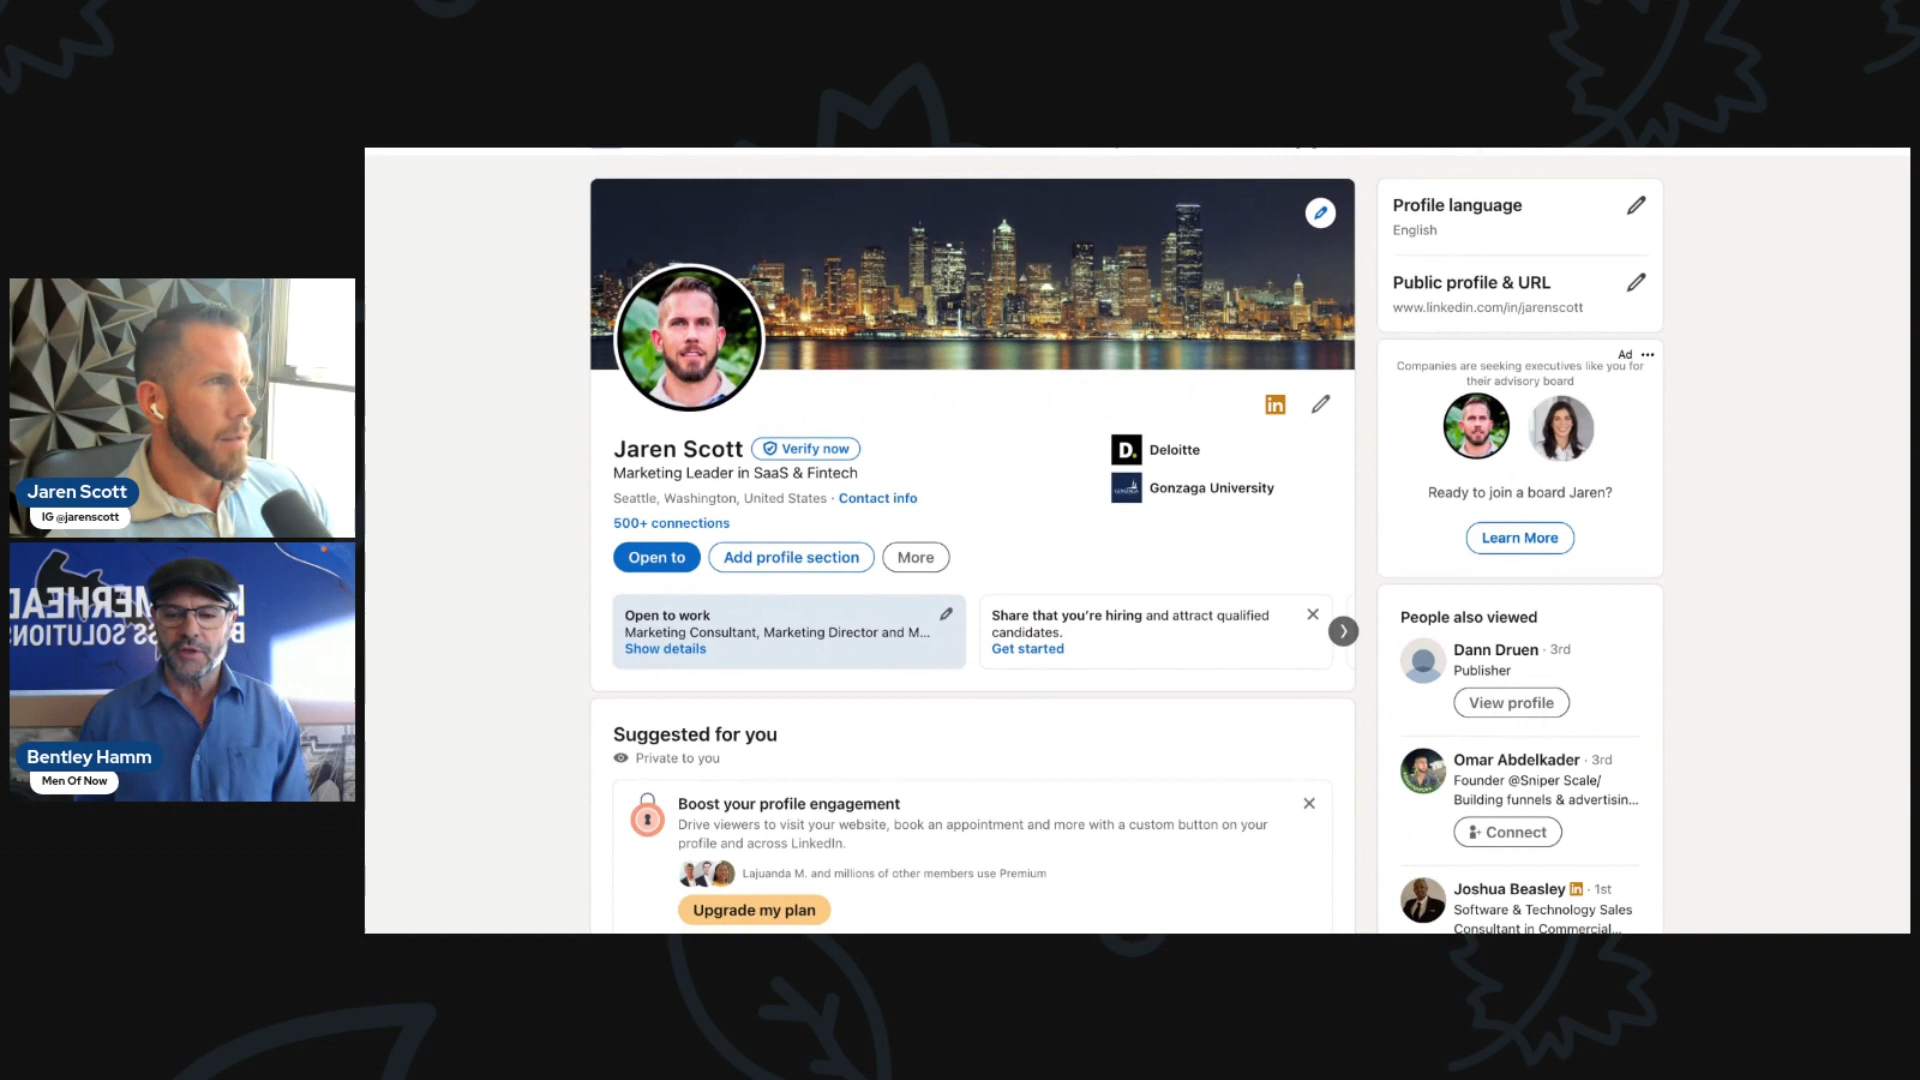 Jaren Scott
IG @jarenscott
Bentley Hamm
Men Of Now
Jaren Scott
Verify now
Marketing Leader in SaaS & Fintech
Seattle, Washington, United States · Contact info
500+ connections
Open to
Add profile section
More
in
D. Deloitte
GONZAGA Gonzaga University
Open to work
Marketing Consultant, Marketing Director and M...
Show details
Share that you're hiring and attract qualified
candidates.
Get started
Suggested for you
Private to you
Boost your profile engagement
Drive viewers to visit your website, book an appointment and more with a custom button on your
profile and across LinkedIn.
Lajuanda M. and millions of other members use Premium
Upgrade my plan
Profile language
English
Public profile & URL
www.linkedin.com/in/jarenscott
Ad
Companies are seeking executives like you for
their advisory board
Ready to join a board Jaren?
Learn More
People also viewed
Dann Druen · 3rd
Publisher
View profile
Omar Abdelkader · 3rd
Founder @Sniper Scale/
Building funnels & advertisin...
Connect
Joshua Beasley in · 1st
Software & Technology Sales
Consultant in Commercial...